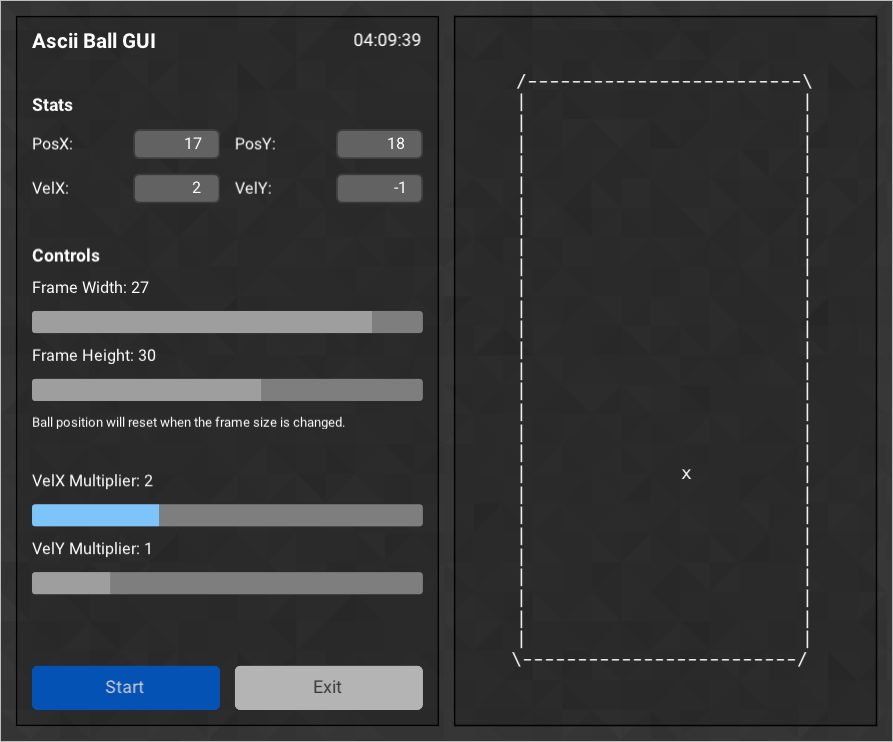 Ascii Ball GUI 04:09:39
Stats
PosX: 17 PosY: 18
VelX: 2 VelY: -1
Controls
Frame Width: 27
Frame Height: 30
Ball position will reset when the frame size is changed.
VelX Multiplier: 2
VelY Multiplier: 1
Start Exit
x